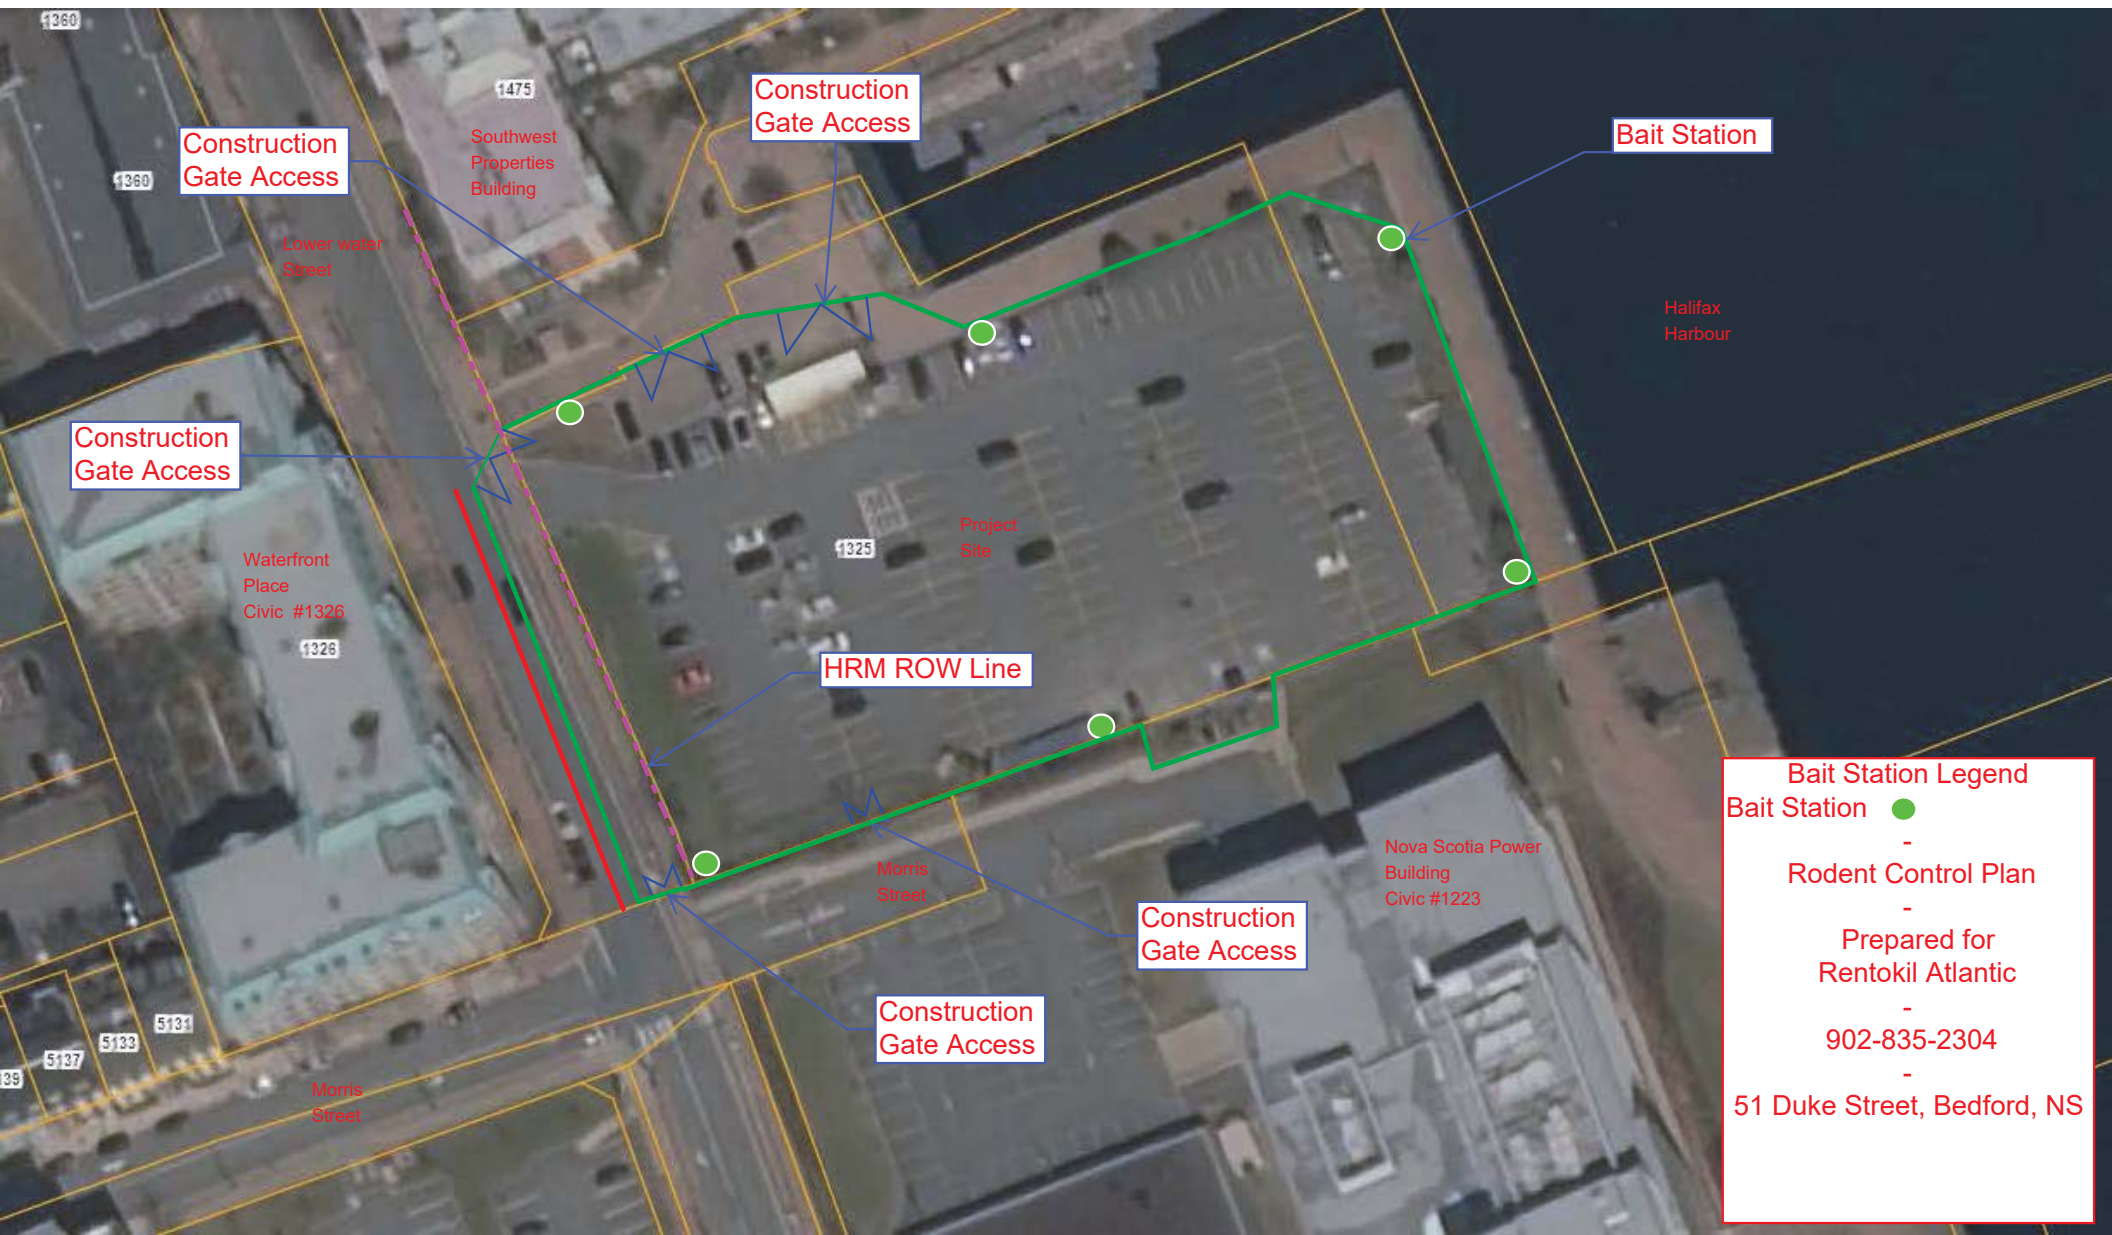 1360
1475
Construction
Gate Access
Construction
Gate Access
Southwest
Properties
Building
Bait Station
1360
Lower water
Street
Halifax
Harbour
Construction
Gate Access
Project
Site
1325
Waterfront
Place
Civic #1326
1326
HRM ROW Line
Morris
Street
Nova Scotia Power
Building
Civic #1223
Construction
Gate Access
Construction
Gate Access
5131
5133
5137
39
Morris
Street
Bait Station Legend
Bait Station
-
Rodent Control Plan
-
Prepared for
Rentokil Atlantic
-
902-835-2304
-
51 Duke Street, Bedford, NS